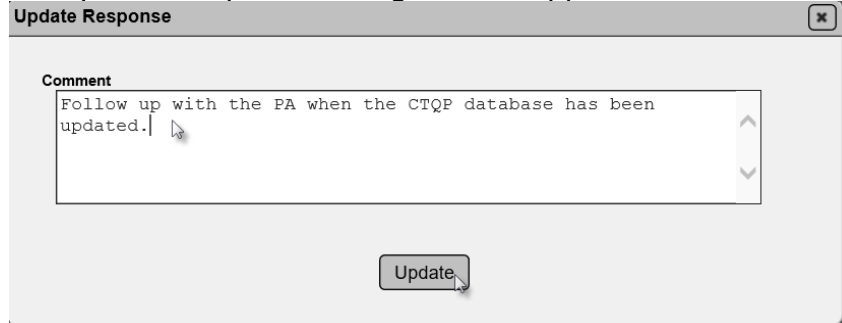 Update Response
Comment
Follow up with the PA when the CTQP database has been
updated.
Update